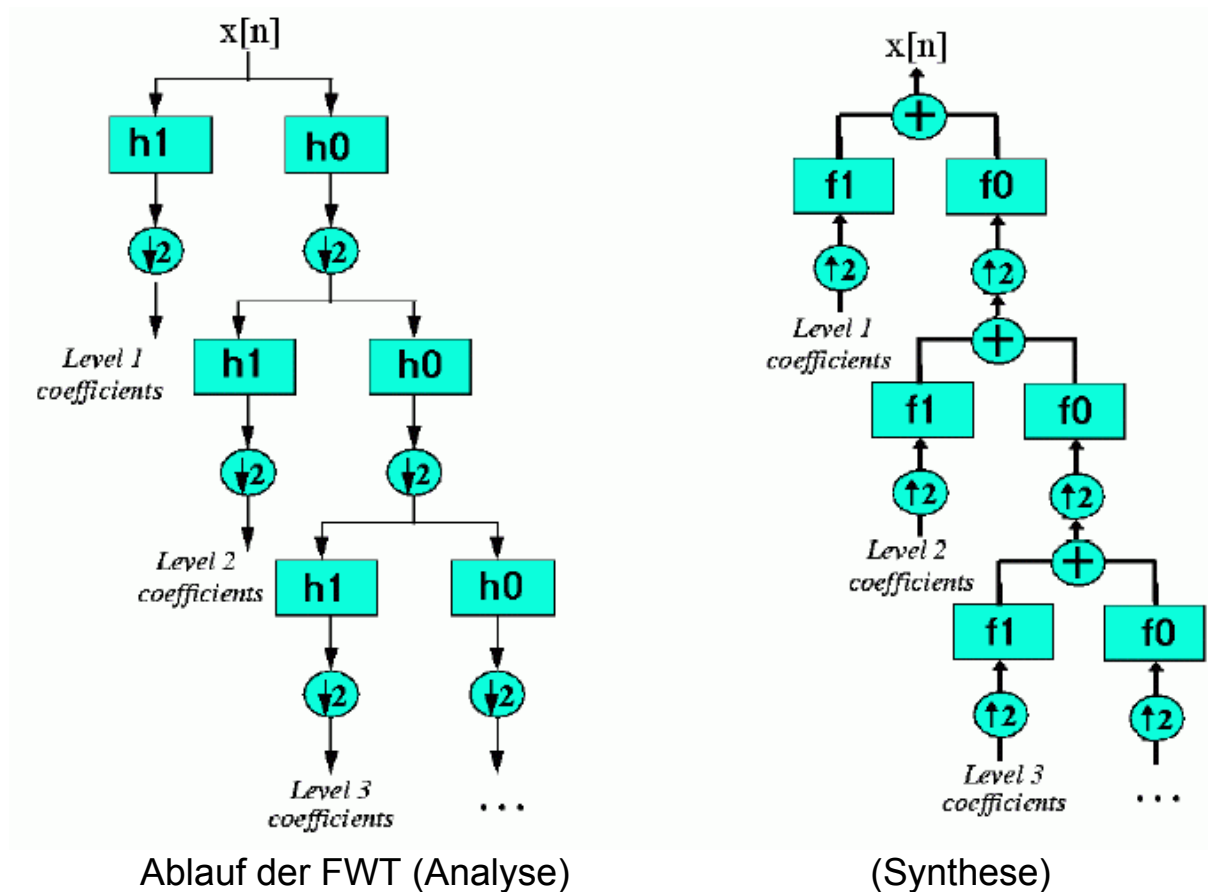 x[n]
h1
h0
↓2
↓2
Level 1
coefficients
h1
h0
↓2
↓2
Level 2
coefficients
h1
h0
↓2
↓2
Level 3
coefficients
...
Ablauf der FWT (Analyse)
x[n]
+
f1
f0
↑2
↑2
Level 1
coefficients
+
f1
f0
↑2
↑2
Level 2
coefficients
+
f1
f0
↑2
↑2
Level 3
coefficients
...
(Synthese)